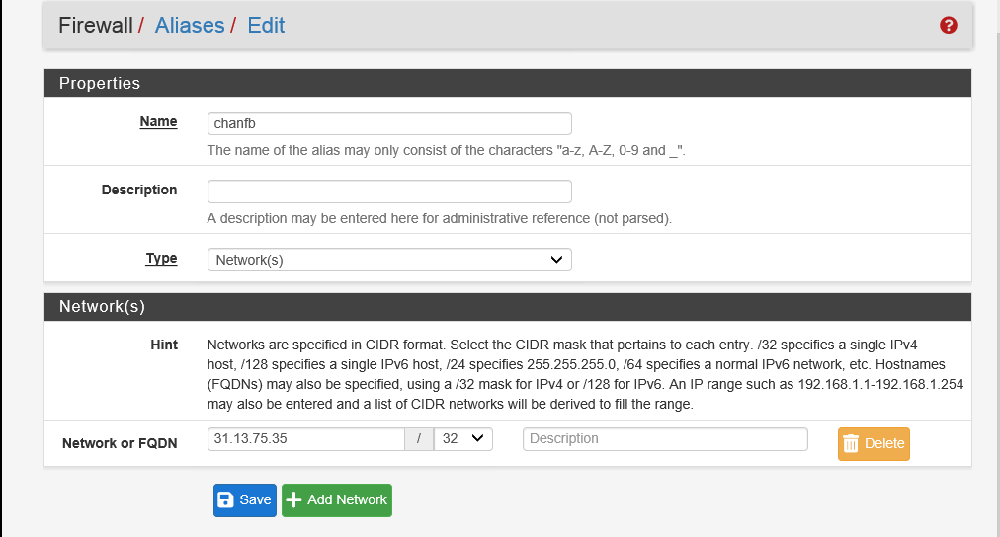 Firewall / Aliases / Edit
Properties
Name
chanfb
The name of the alias may only consist of the characters "a-z, A-Z, 0-9 and _".
Description
A description may be entered here for administrative reference (not parsed).
Type
Network(s)
Network(s)
Hint
Networks are specified in CIDR format. Select the CIDR mask that pertains to each entry. /32 specifies a single IPv4
host, /128 specifies a single IPv6 host, /24 specifies 255.255.255.0, /64 specifies a normal IPv6 network, etc. Hostnames
(FQDNs) may also be specified, using a /32 mask for IPv4 or /128 for IPv6. An IP range such as 192.168.1.1-192.168.1.254
may also be entered and a list of CIDR networks will be derived to fill the range.
Network or FQDN
31.13.75.35 / 32 Description Delete
Save Add Network